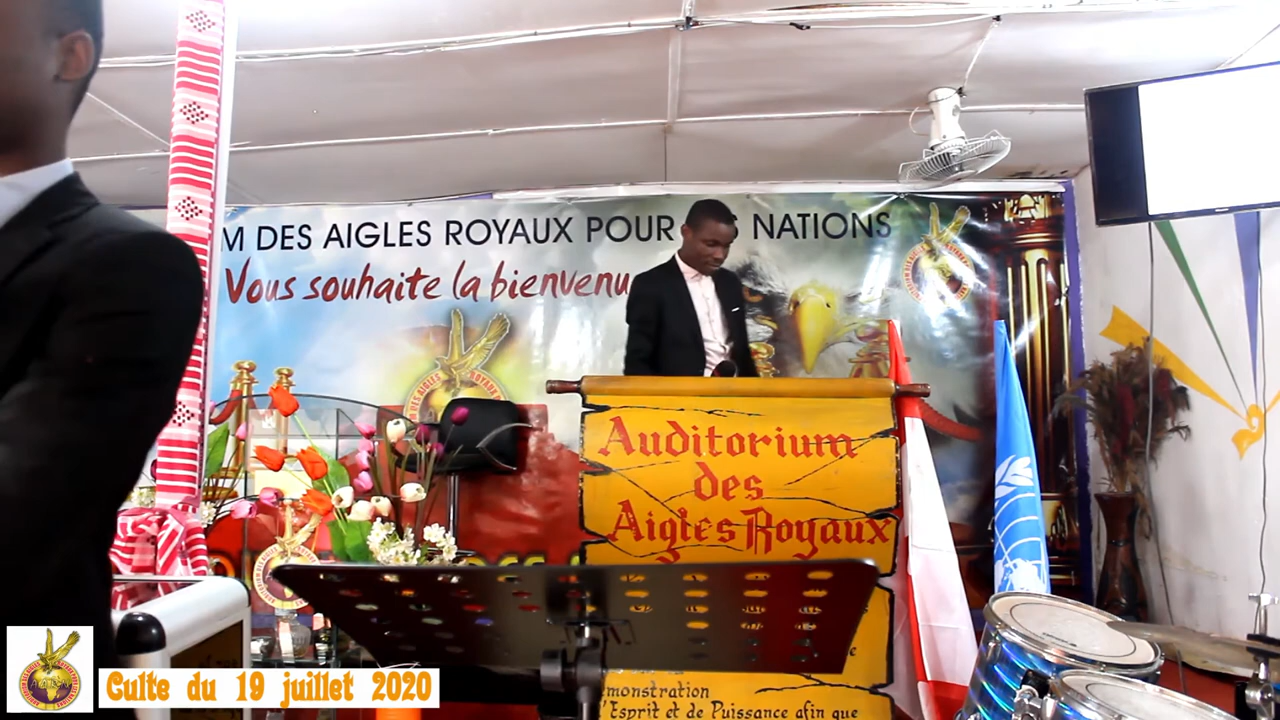 M DES AIGLES ROYAUX POUR NATIONS
Vous souhaite la bienvenu
Auditorium
des
Aigles Royaux
monstration
l'Esprit et de Puissance afin que
Culte du 19 juillet 2020